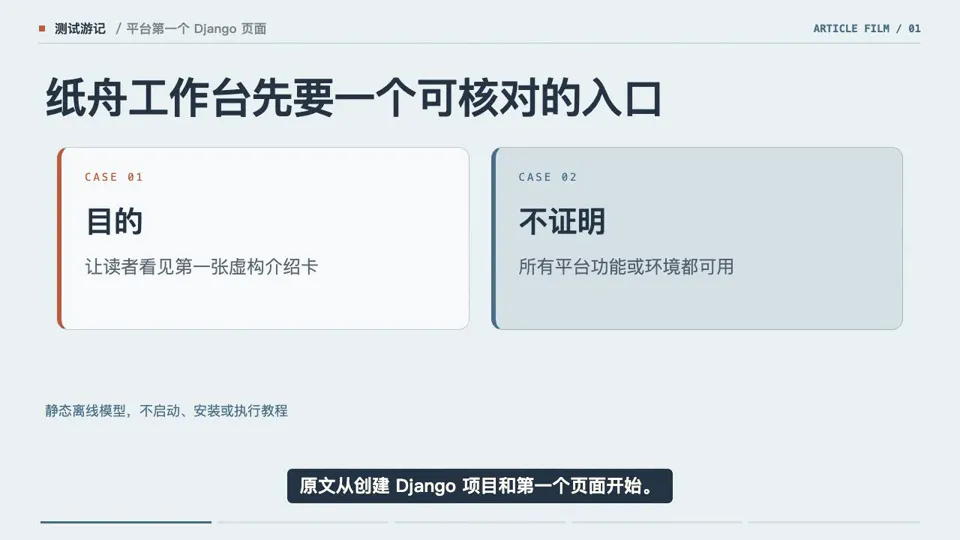 测试游记 / 平台第一个 Django 页面
ARTICLE FILM / 01
纸舟工作台先要一个可核对的入口
CASE 01
目的
让读者看见第一张虚构介绍卡
CASE 02
不证明
所有平台功能或环境都可用
静态离线模型，不启动、安装或执行教程
原文从创建 Django 项目和第一个页面开始。